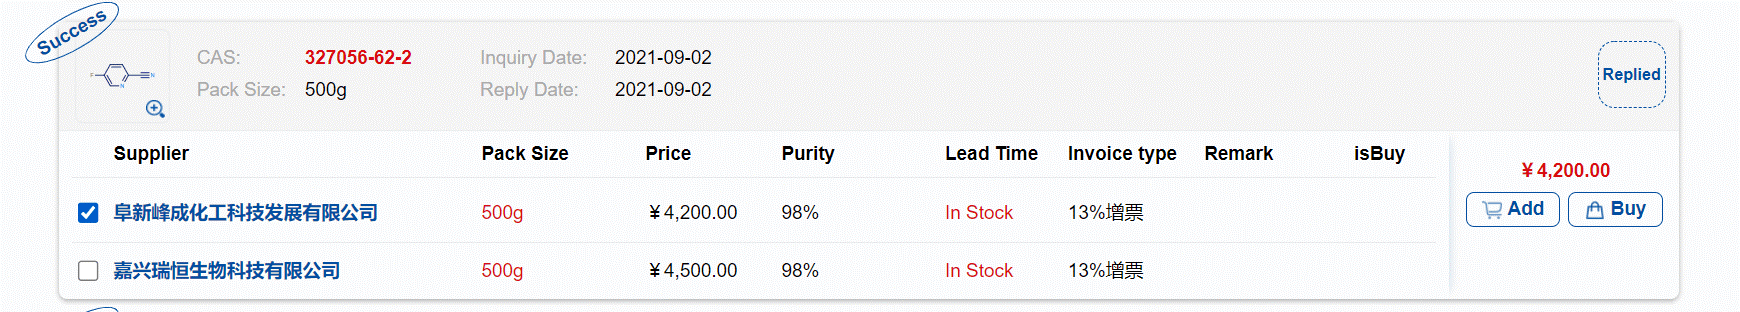 Success
CAS: 327056-62-2 Inquiry Date: 2021-09-02
Pack Size: 500g Reply Date: 2021-09-02
Replied
F N N
Supplier Pack Size Price Purity Lead Time Invoice type Remark isBuy
¥4,200.00
阜新峰成化工科技发展有限公司 500g ¥4,200.00 98% In Stock 13%增票
Add Buy
嘉兴瑞恒生物科技有限公司 500g ¥4,500.00 98% In Stock 13%增票